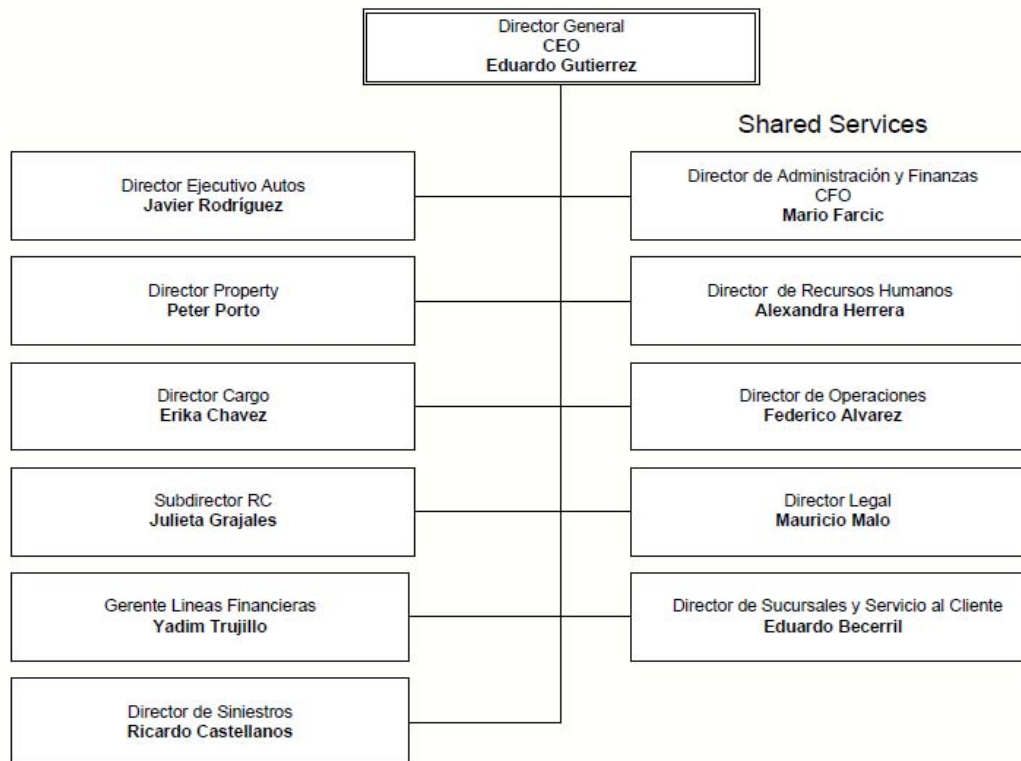 Director General
CEO
Eduardo Gutierrez
Shared Services
Director Ejecutivo Autos
Javier Rodríguez
Director de Administración y Finanzas
CFO
Mario Farcic
Director Property
Peter Porto
Director de Recursos Humanos
Alexandra Herrera
Director Cargo
Erika Chavez
Director de Operaciones
Federico Alvarez
Subdirector RC
Julieta Grajales
Director Legal
Mauricio Malo
Gerente Lineas Financieras
Yadim Trujillo
Director de Sucursales y Servicio al Cliente
Eduardo Becerril
Director de Siniestros
Ricardo Castellanos